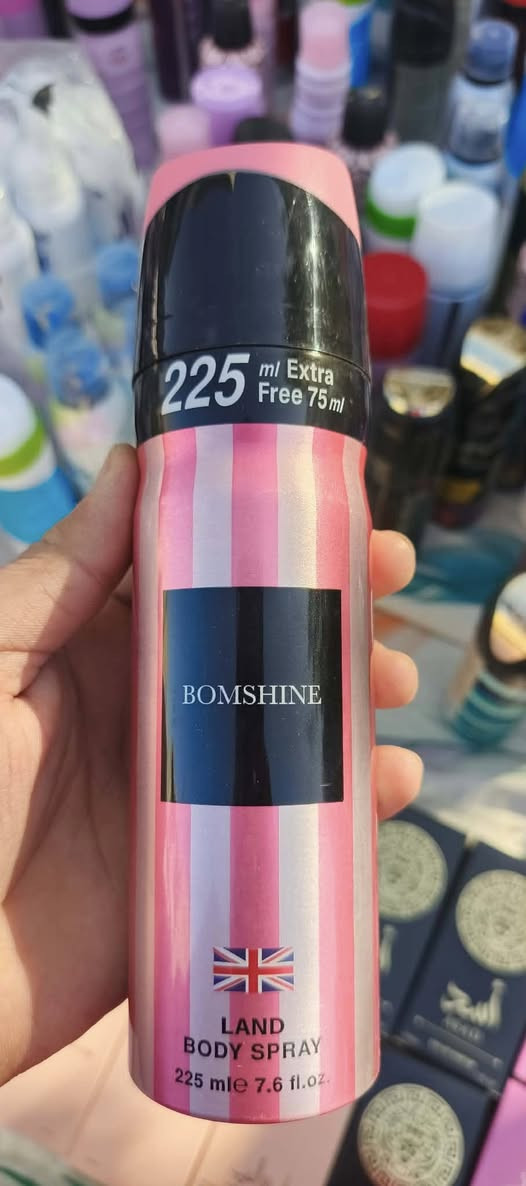 225 ml Extra
Free 75 ml
BOMSHINE
LAND
BODY SPRAY
225 ml℮ 7.6 fl.oz.